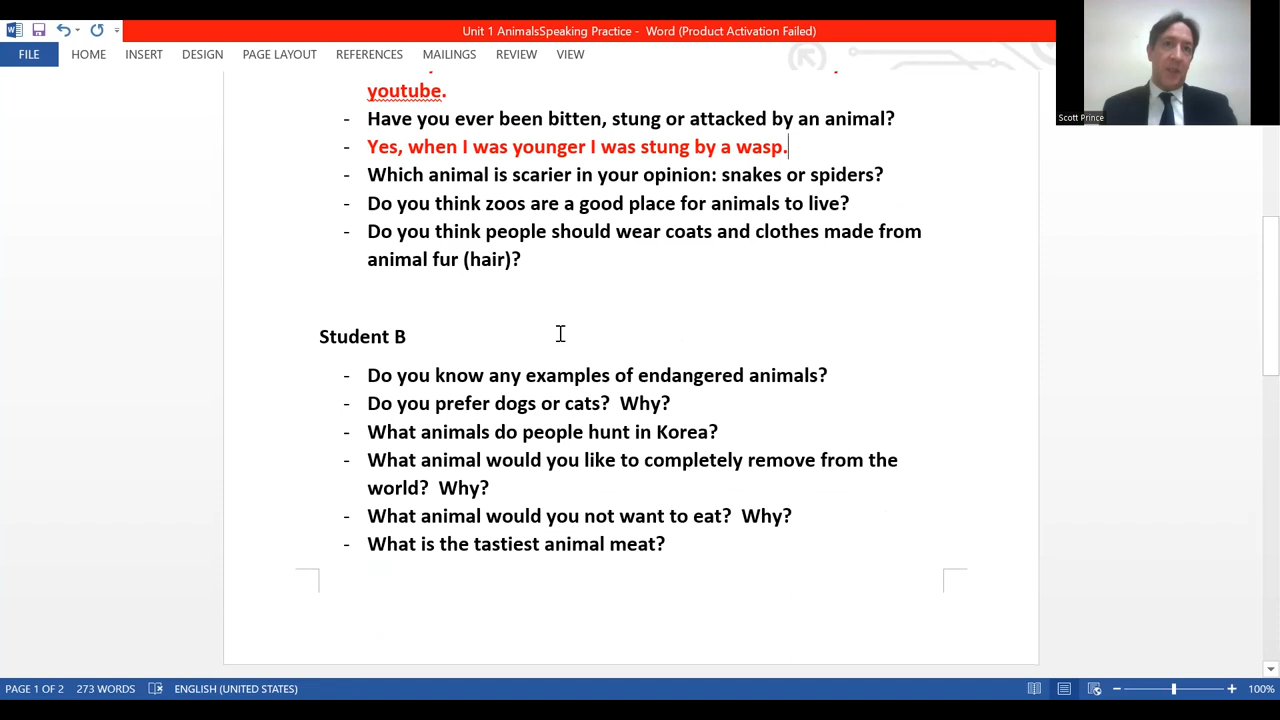 Unit 1 AnimalsSpeaking Practice - Word (Product Activation Failed)
FILE HOME INSERT DESIGN PAGE LAYOUT REFERENCES MAILINGS REVIEW VIEW
Scott Prince
youtube.
- Have you ever been bitten, stung or attacked by an animal?
- Yes, when I was younger I was stung by a wasp.
- Which animal is scarier in your opinion: snakes or spiders?
- Do you think zoos are a good place for animals to live?
- Do you think people should wear coats and clothes made from
animal fur (hair)?
Student B
- Do you know any examples of endangered animals?
- Do you prefer dogs or cats?  Why?
- What animals do people hunt in Korea?
- What animal would you like to completely remove from the
world?  Why?
- What animal would you not want to eat?  Why?
- What is the tastiest animal meat?
PAGE 1 OF 2 273 WORDS ENGLISH (UNITED STATES) 100%